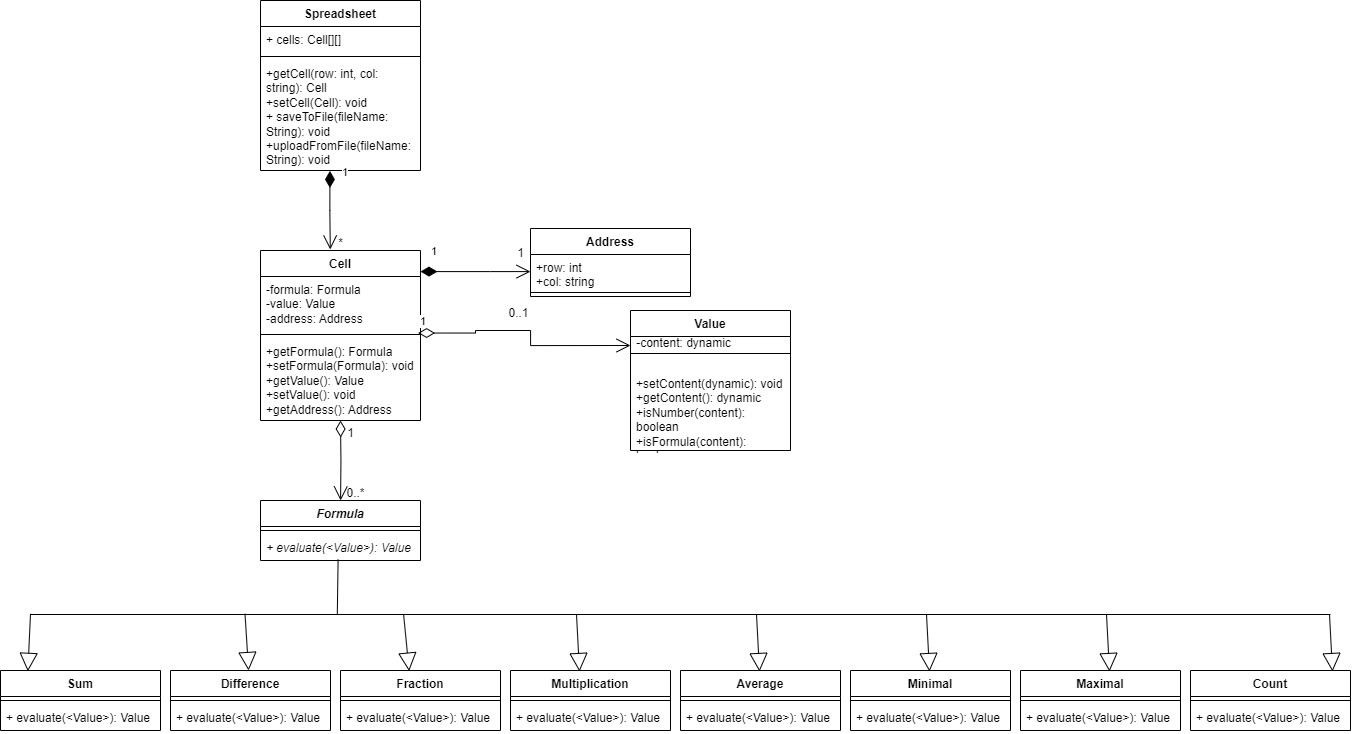 Spreadsheet
+ cells: Cell[][]
+getCell(row: int, col:
string): Cell
+setCell(Cell): void
+ saveToFile(fileName:
String): void
+uploadFromFile(fileName:
String): void
1
*
Cell
-formula: Formula
-value: Value
-address: Address
+getFormula(): Formula
+setFormula(Formula): void
+getValue(): Value
+setValue(): void
+getAddress(): Address
1
1
Address
+row: int
+col: string
1
0..1
Value
-content: dynamic
+setContent(dynamic): void
+getContent(): dynamic
+isNumber(content):
boolean
+isFormula(content):
1
0..*
Formula
+ evaluate(<Value>): Value
Sum
+ evaluate(<Value>): Value
Difference
+ evaluate(<Value>): Value
Fraction
+ evaluate(<Value>): Value
Multiplication
+ evaluate(<Value>): Value
Average
+ evaluate(<Value>): Value
Minimal
+ evaluate(<Value>): Value
Maximal
+ evaluate(<Value>): Value
Count
+ evaluate(<Value>): Value